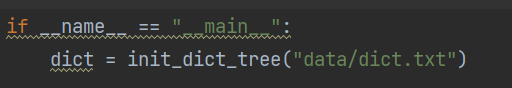 if __name__ == "__main__":
    dict = init_dict_tree("data/dict.txt")